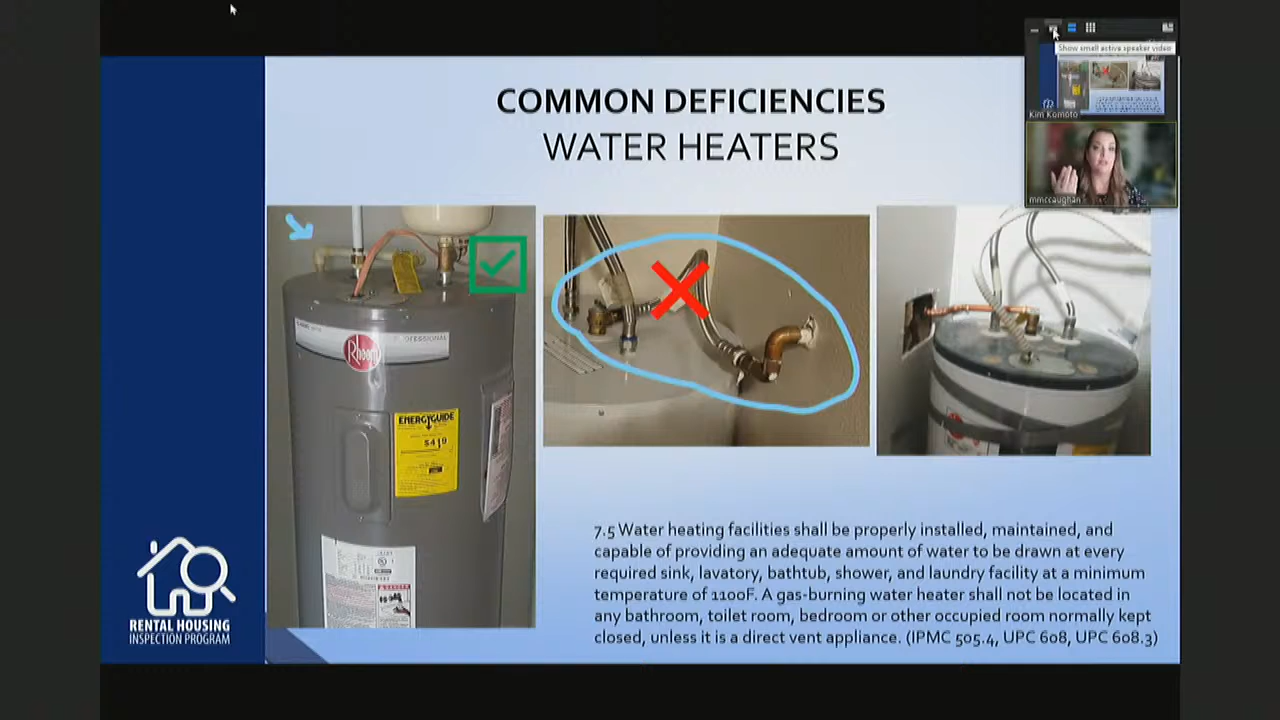 Show small active speaker video
Kim Komoto
mmccaughan
COMMON DEFICIENCIES
WATER HEATERS
PROFESSIONAL
Rheem
ENERGYGUIDE
$419
7.5 Water heating facilities shall be properly installed, maintained, and
capable of providing an adequate amount of water to be drawn at every
required sink, lavatory, bathtub, shower, and laundry facility at a minimum
temperature of 1100F. A gas-burning water heater shall not be located in
any bathroom, toilet room, bedroom or other occupied room normally kept
closed, unless it is a direct vent appliance. (IPMC 505.4, UPC 608, UPC 608.3)
RENTAL HOUSING
INSPECTION PROGRAM